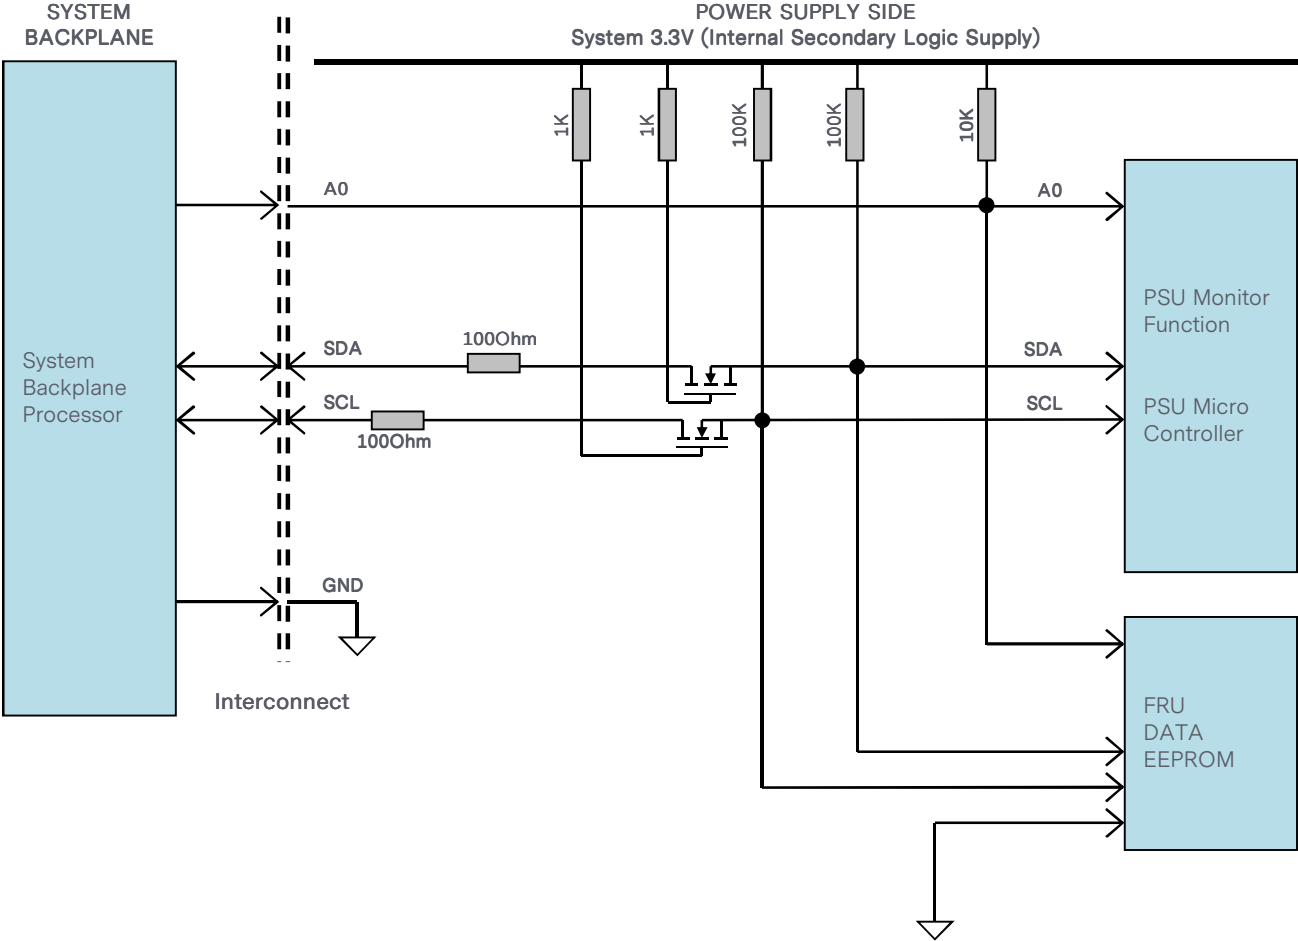 SYSTEM
BACKPLANE
POWER SUPPLY SIDE
System 3.3V (Internal Secondary Logic Supply)
1K
1K
100K
100K
10K
A0
A0
SDA
100Ohm
SDA
SCL
100Ohm
SCL
GND
Interconnect
System
Backplane
Processor
PSU Monitor
Function
PSU Micro
Controller
FRU
DATA
EEPROM